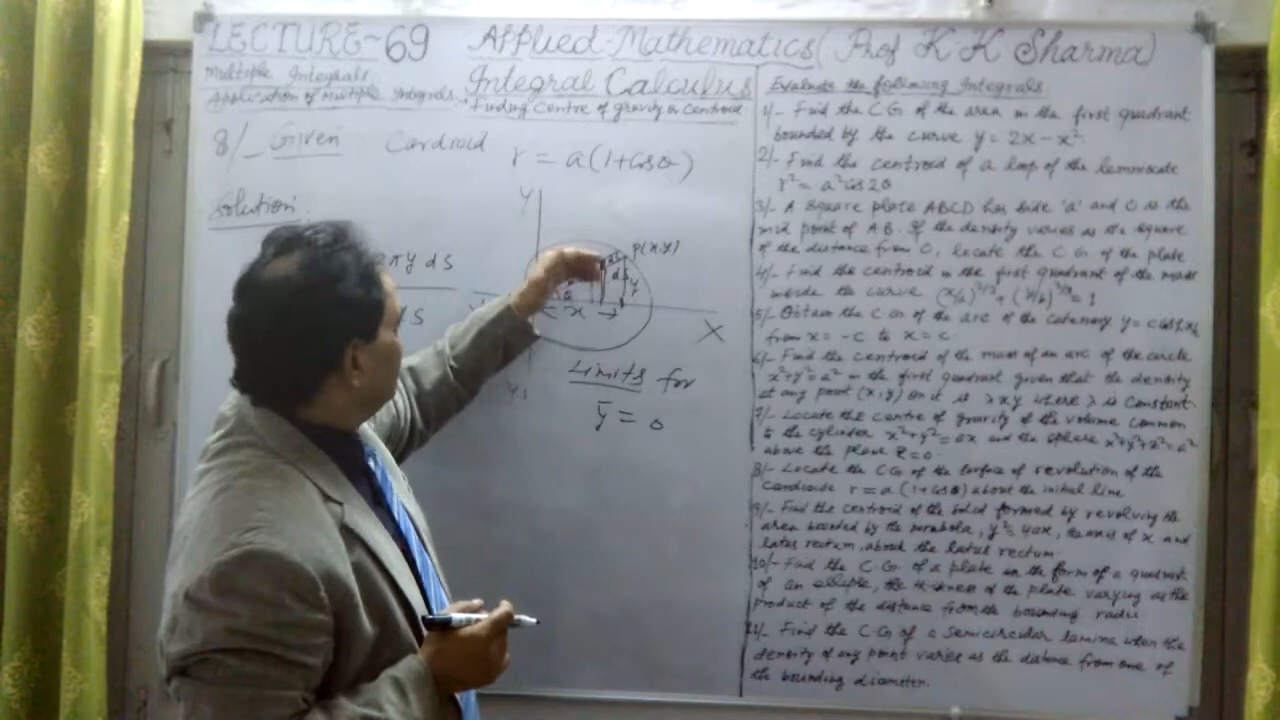 LECTURE-69 Applied Mathematics (Prof K K Sharma)
Multiple Integrals
Integral Calculus
Application of Multiple Integrals - Finding Centre of gravity or Centroid
8/_ Given Cardioid r = a(1+Cosθ)
Solution.
2πy ds
Y
P(x,y)
ds
y
θ
x
X
Y1
Limits for
ȳ = 0
Evaluate the following Integrals
1/- Find the C G of the area in the first quadrant
bounded by the curve y = 2x - x²
2/- Find the centroid of a loop of the lemniscate
r² = a² cos 2θ
3/- A square plate ABCD has side 'a' and O is the
mid point of AB. If the density varies as the square
of the distance from O, locate the C G of the plate
4/- Find the centroid in the first quadrant of the mass
inside the curve (x/a)^2/3 + (y/b)^2/3 = 1
5/- Obtain the C G of the arc of the catenary y = c cosh x/c
from x = -c to x = c
6/- Find the centroid of the mass of an arc of the circle
x²+y²=a² in the first quadrant given that the density
at any point (x,y) on it is λxy where λ is constant.
7/- Locate the centre of gravity of the volume common
to the cylinder x²+y²=ax and the sphere x²+y²+z²=a²
above the plane z=0.
8/- Locate the C G of the surface of revolution of the
cardioide r = a (1+cosθ) about the initial line
9/- Find the centroid of the solid formed by revolving the
area bounded by the parabola, y²=4ax, the axis of x and
latus rectum, about the latus rectum
10/- Find the C G of a plate in the form of a quadrant
of an ellipse, the of the plate varying as the
product of the distance from the bounding radii
11/- Find the C G of a semicircular lamina when the
density of any point varies as the distance from one of
the bounding diameter.